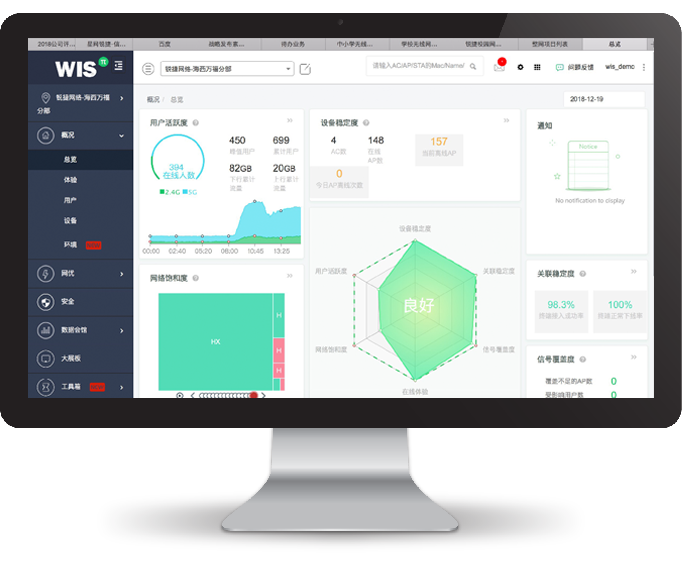 2018公司评...
星网锐捷·信...
百度
战略发布素...
待办业务
中小学无线...
学校无线网...
锐捷校园网...
整网项目列表
总览
WIS
锐捷网络-海西万福分部
请输入AC/AP/STA的Mac/Name/
问题反馈
wis_demo
锐捷网络-海西万福
分部
概况
总览
体验
用户
设备
环境
网优
安全
数据会馆
大展板
工具箱
概况 / 总览
2018-12-19
用户活跃度
394
在线人数
2.4G 5G
450 699
峰值用户 累计用户
82GB 20GB
下行累计 上行累计
流量 流量
00:00 02:40 05:20 08:00 10:45 13:25
网络饱和度
HX
H
H
H
设备稳定度
4 148 157
AC数 在线 当前离线AP
AP数
0
今日AP离线次数
设备稳定度
用户活跃度
关联稳定度
良好
网络饱和度
信号覆盖度
在线体验
通知
Notice
No notification to display
关联稳定度
98.3% 100%
终端接入成功率 终端正常下线率
信号覆盖度
覆盖不足的AP数 0
受影响用户数 0